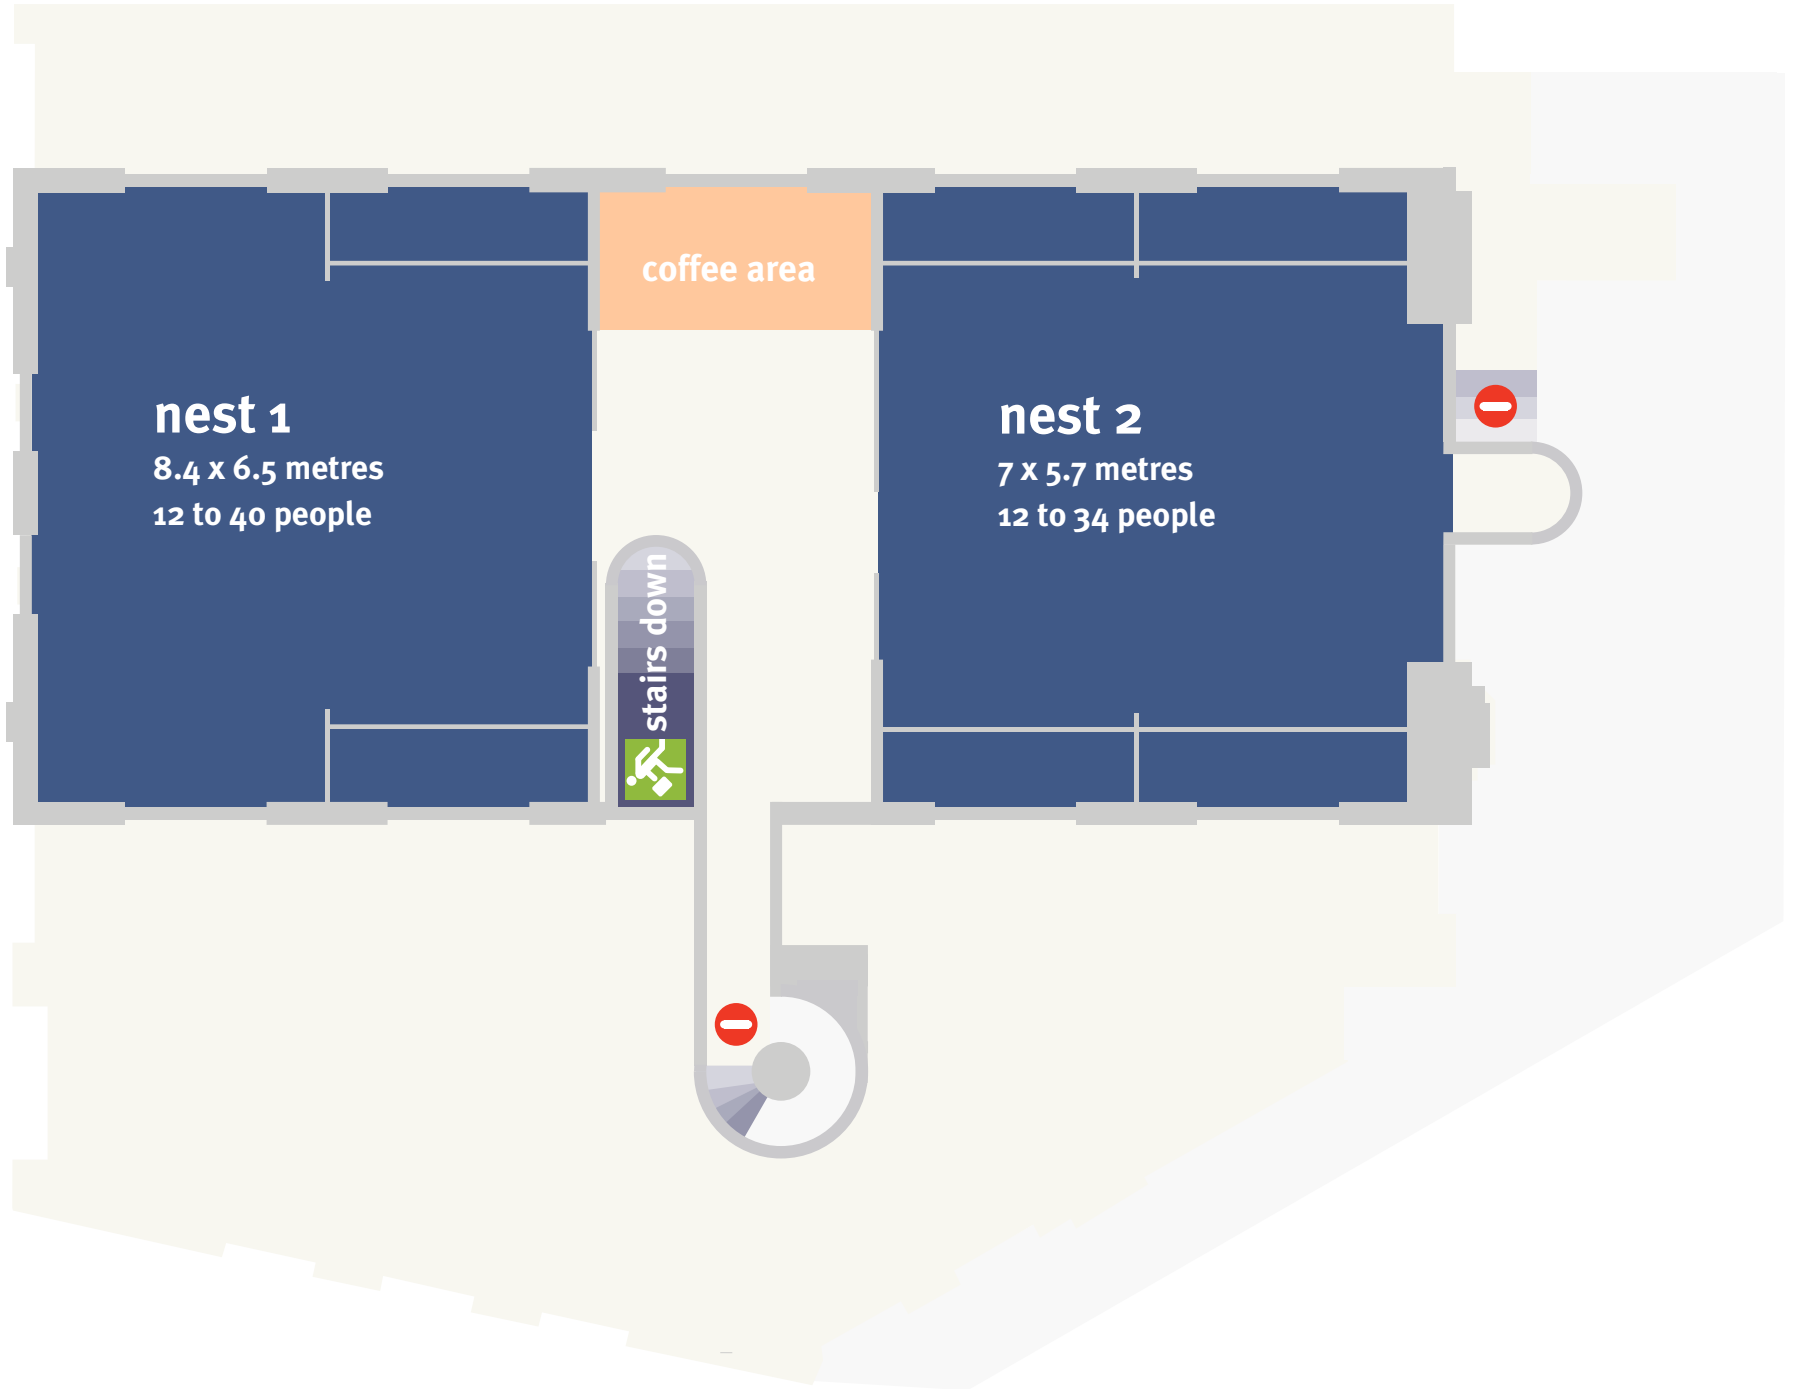 coffee area
nest 1
8.4 x 6.5 metres
12 to 40 people
nest 2
7 x 5.7 metres
12 to 34 people
stairs down